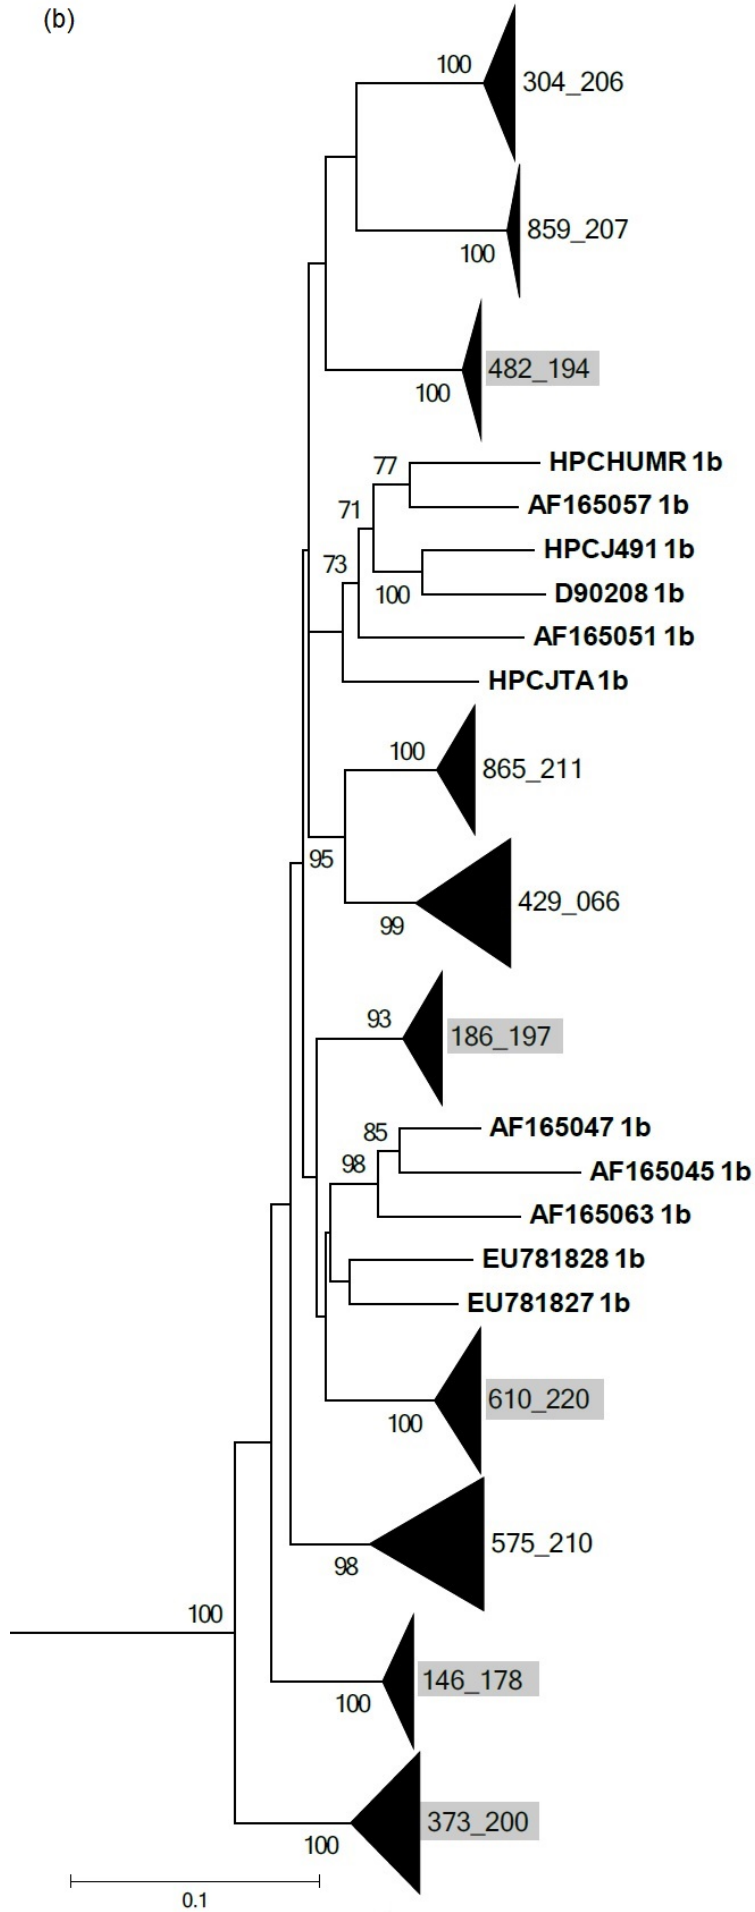 (b)
100
304_206
859_207
100
482_194
100
HPCHUMR 1b
77
AF165057 1b
71
HPCJ491 1b
73
D90208 1b
100
AF165051 1b
HPCJTA 1b
100
865_211
95
429_066
99
93
186_197
85
AF165047 1b
98
AF165045 1b
AF165063 1b
EU781828 1b
EU781827 1b
610_220
100
575_210
98
100
146_178
100
373_200
100
0.1